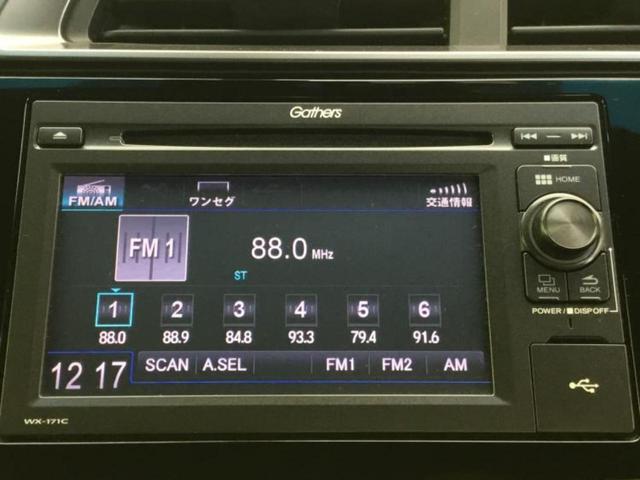 Gathers
■画質
HOME
FM/AM
ワンセグ
交通情報
FM 1
88.0 MHz
ST
MENU
BACK
1 2 3 4 5 6
88.0 88.9 84.8 93.3 79.4 91.6
POWER/■DISP OFF
12 17
SCAN A.SEL FM1 FM2 AM
WX-171C